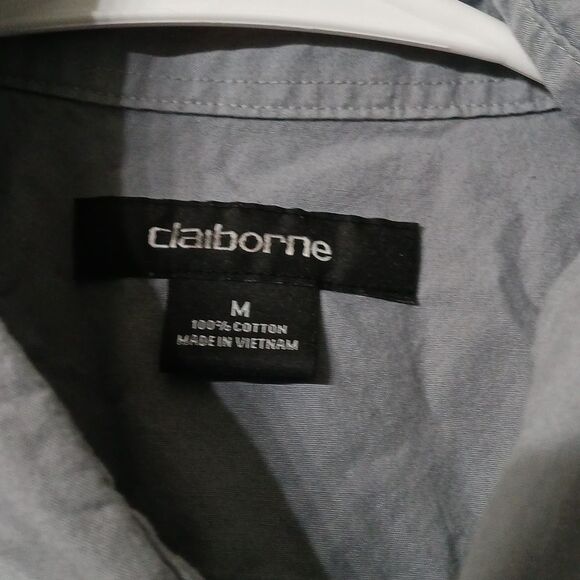 claiborne
M
100% COTTON
MADE IN VIETNAM